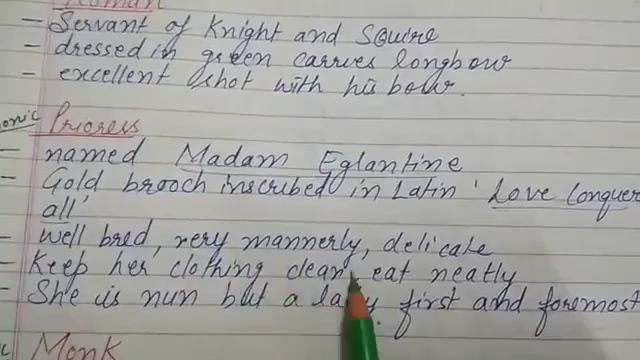 Yeoman
- Servant of Knight and Squire
- dressed in green carries longbow
- excellent shot with his bow.
Prioress
- named Madam Eglantine
- Gold brooch inscribed in Latin 'Love Conquer
all'
- Well bred, very mannerly, delicate
- Keep her clothing clean eat neatly
- She is nun but a lady first and foremost
Monk